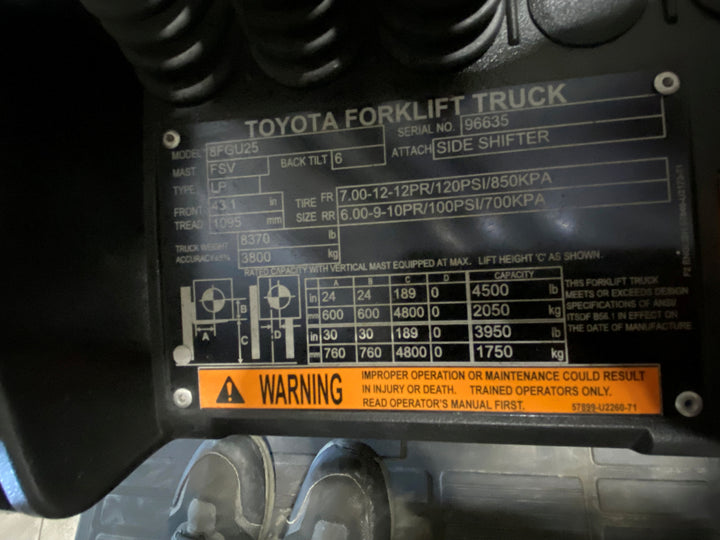 TOYOTA FORKLIFT TRUCK
MODEL 8FGU25 SERIAL NO. 96635
MAST FSV BACK TILT 6 ATTACH SIDE SHIFTER
TYPE LP
FRONT TREAD 43.1 in 1095 mm
TIRE SIZE FR 7.00-12-12PR/120PSI/850KPA
RR 6.00-9-10PR/100PSI/700KPA
TRUCK WEIGHT 8370 lb
ACCURACY±5% 3800 kg
RATED CAPACITY WITH VERTICAL MAST EQUIPPED AT MAX. LIFT HEIGHT 'C' AS SHOWN.
A B C D CAPACITY
in 24 24 189 0 4500 lb
mm 600 600 4800 0 2050 kg
in 30 30 189 0 3950 lb
mm 760 760 4800 0 1750 kg
A B C D
THIS FORKLIFT TRUCK
MEETS OR EXCEEDS DESIGN
SPECIFICATIONS OF ANSI/
ITSDF B56.1 IN EFFECT ON
THE DATE OF MANUFACTURE
WARNING
IMPROPER OPERATION OR MAINTENANCE COULD RESULT
IN INJURY OR DEATH. TRAINED OPERATORS ONLY.
READ OPERATOR'S MANUAL FIRST. 57899-U2260-71